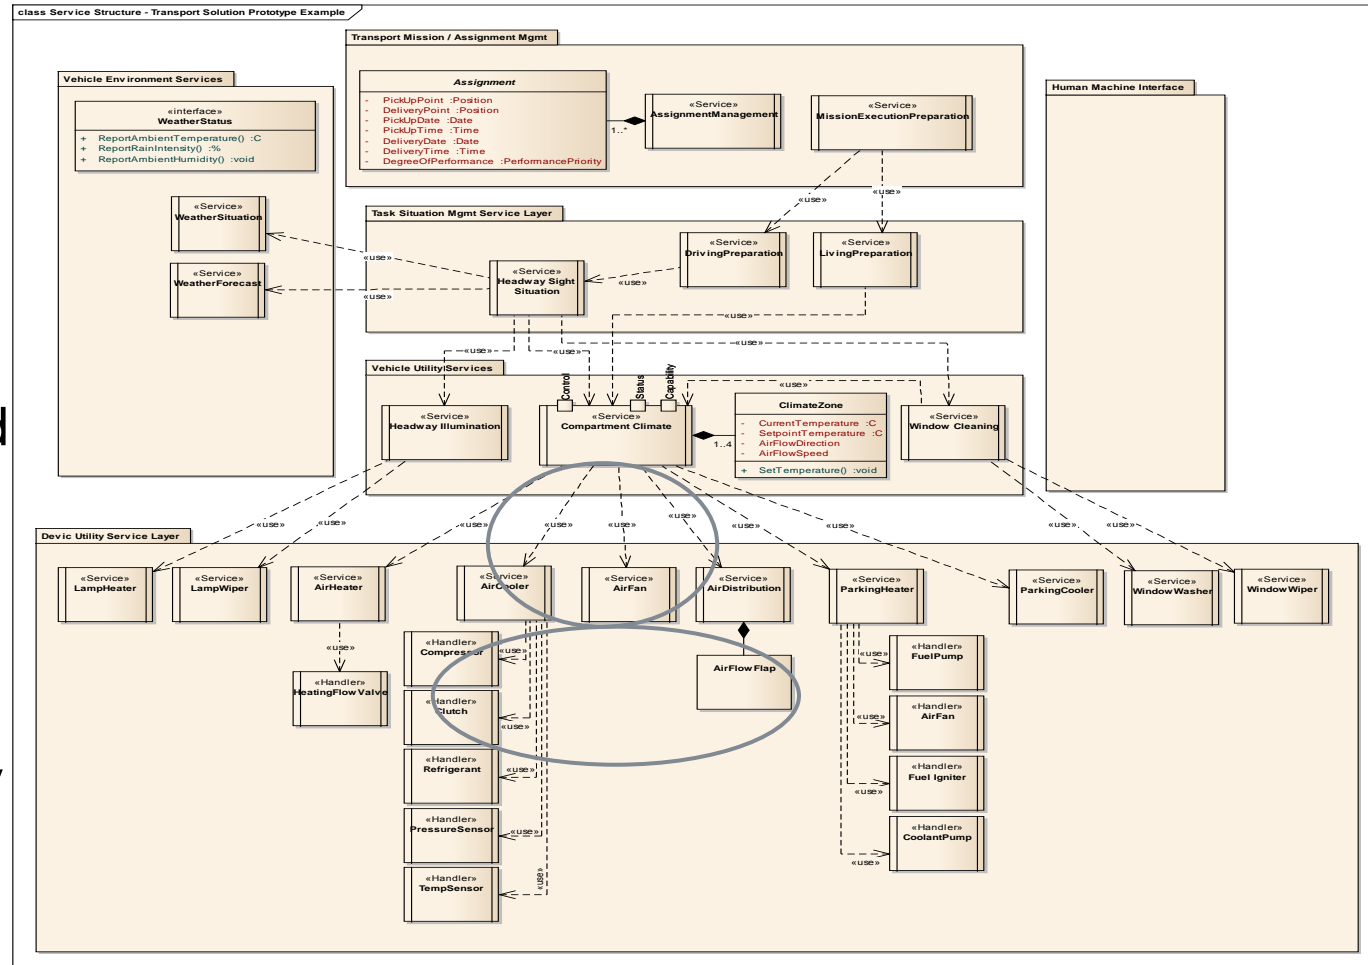 class Service Structure - Transport Solution Prototype Example
Transport Mission / Assignment Mgmt
Assignment
- PickUpPoint :Position
- DeliveryPoint :Position
- PickUpDate :Date
- PickUpTime :Time
- DeliveryDate :Date
- DeliveryTime :Time
- DegreeOfPerformance :PerformancePriority
1..*
«Service»
AssignmentManagement
«Service»
MissionExecutionPreparation
Vehicle Environment Services
«interface»
WeatherStatus
+ ReportAmbientTemperature() :C
+ ReportRainIntensity() :%
+ ReportAmbientHumidity() :void
«Service»
WeatherSituation
«Service»
WeatherForecast
Human Machine Interface
«use»
«use»
Task Situation Mgmt Service Layer
«Service»
DrivingPreparation
«Service»
LivingPreparation
«Service»
Headway Sight
Situation
«use»
«use»
«use»
«use»
«use»
«use»
«use»
Vehicle Utility Services
Control
Status
Capability
«use»
«Service»
Headway Illumination
«Service»
Compartment Climate
1..4
ClimateZone
- CurrentTemperature :C
- SetpointTemperature :C
- AirFlowDirection
- AirFlowSpeed
+ SetTemperature() :void
«Service»
Window Cleaning
«use»
«use»
«use»
«use»
«use»
«use»
«use»
«use»
«use»
«use»
Devic Utility Service Layer
«Service»
LampHeater
«Service»
LampWiper
«Service»
AirHeater
«Service»
AirCooler
«Service»
AirFan
«Service»
AirDistribution
«Service»
ParkingHeater
«Service»
ParkingCooler
«Service»
WindowWasher
«Service»
WindowWiper
«use»
«Handler»
HeatingFlowValve
«Handler»
Compressor
«use»
«Handler»
Clutch
«use»
«Handler»
Refrigerant
«use»
«Handler»
PressureSensor
«use»
«Handler»
TempSensor
«use»
AirFlowFlap
«use»
«Handler»
FuelPump
«use»
«Handler»
AirFan
«use»
«Handler»
Fuel Igniter
«use»
«Handler»
CoolantPump